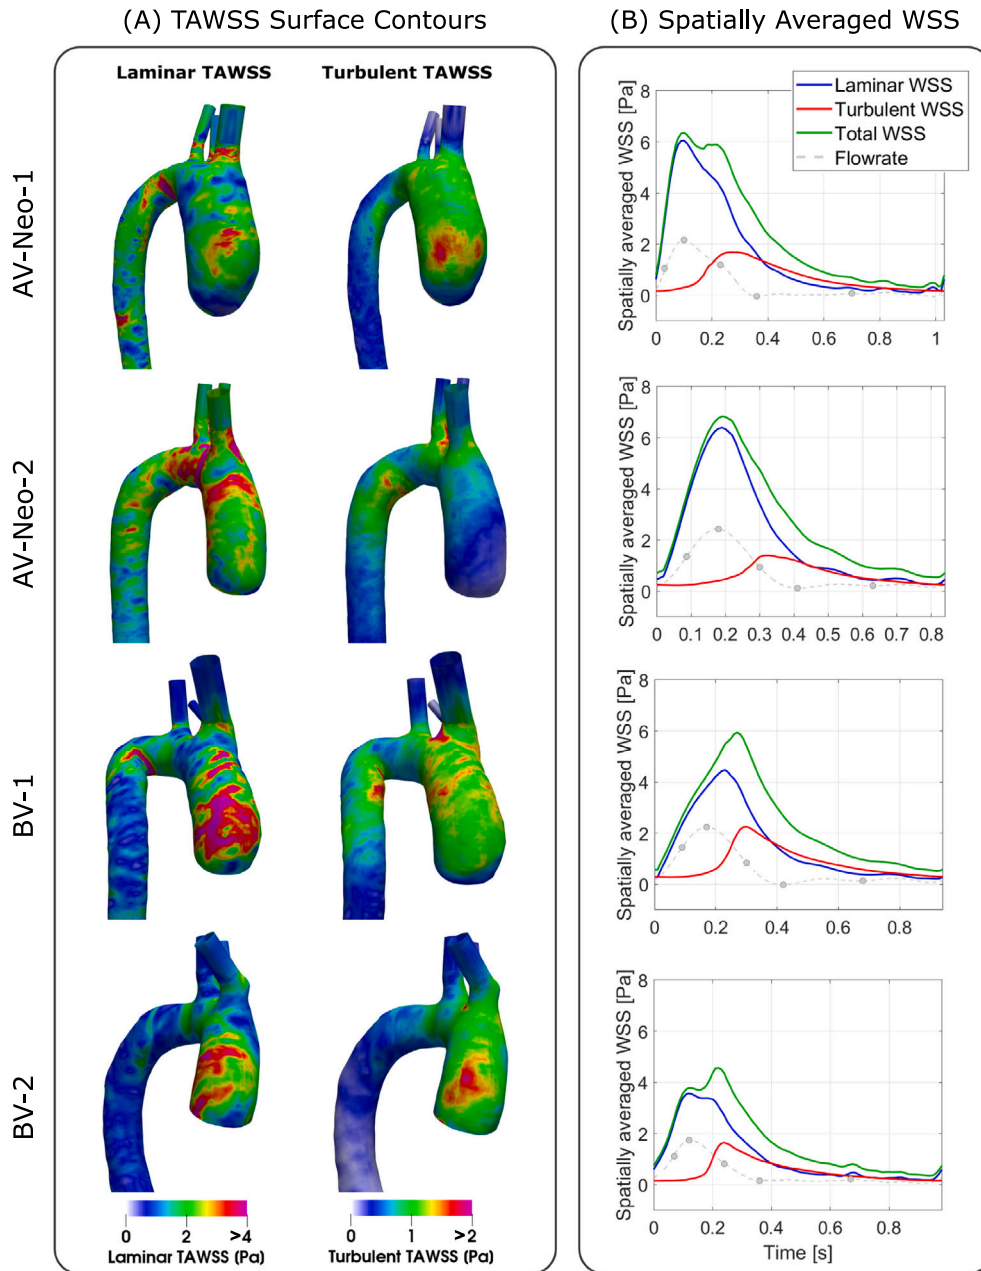 (A) TAWSS Surface Contours
(B) Spatially Averaged WSS
Laminar TAWSS
Turbulent TAWSS
AV-Neo-1
AV-Neo-2
BV-1
BV-2
0
2
>4
Laminar TAWSS (Pa)
0
1
>2
Turbulent TAWSS (Pa)
Laminar WSS
Turbulent WSS
Total WSS
Flowrate
Spatially averaged WSS [Pa]
8
6
4
2
0
0 0.2 0.4 0.6 0.8 1
Spatially averaged WSS [Pa]
8
6
4
2
0
0 0.1 0.2 0.3 0.4 0.5 0.6 0.7 0.8
Spatially averaged WSS [Pa]
8
6
4
2
0
0 0.2 0.4 0.6 0.8
Spatially averaged WSS [Pa]
8
6
4
2
0
0 0.2 0.4 0.6 0.8
Time [s]